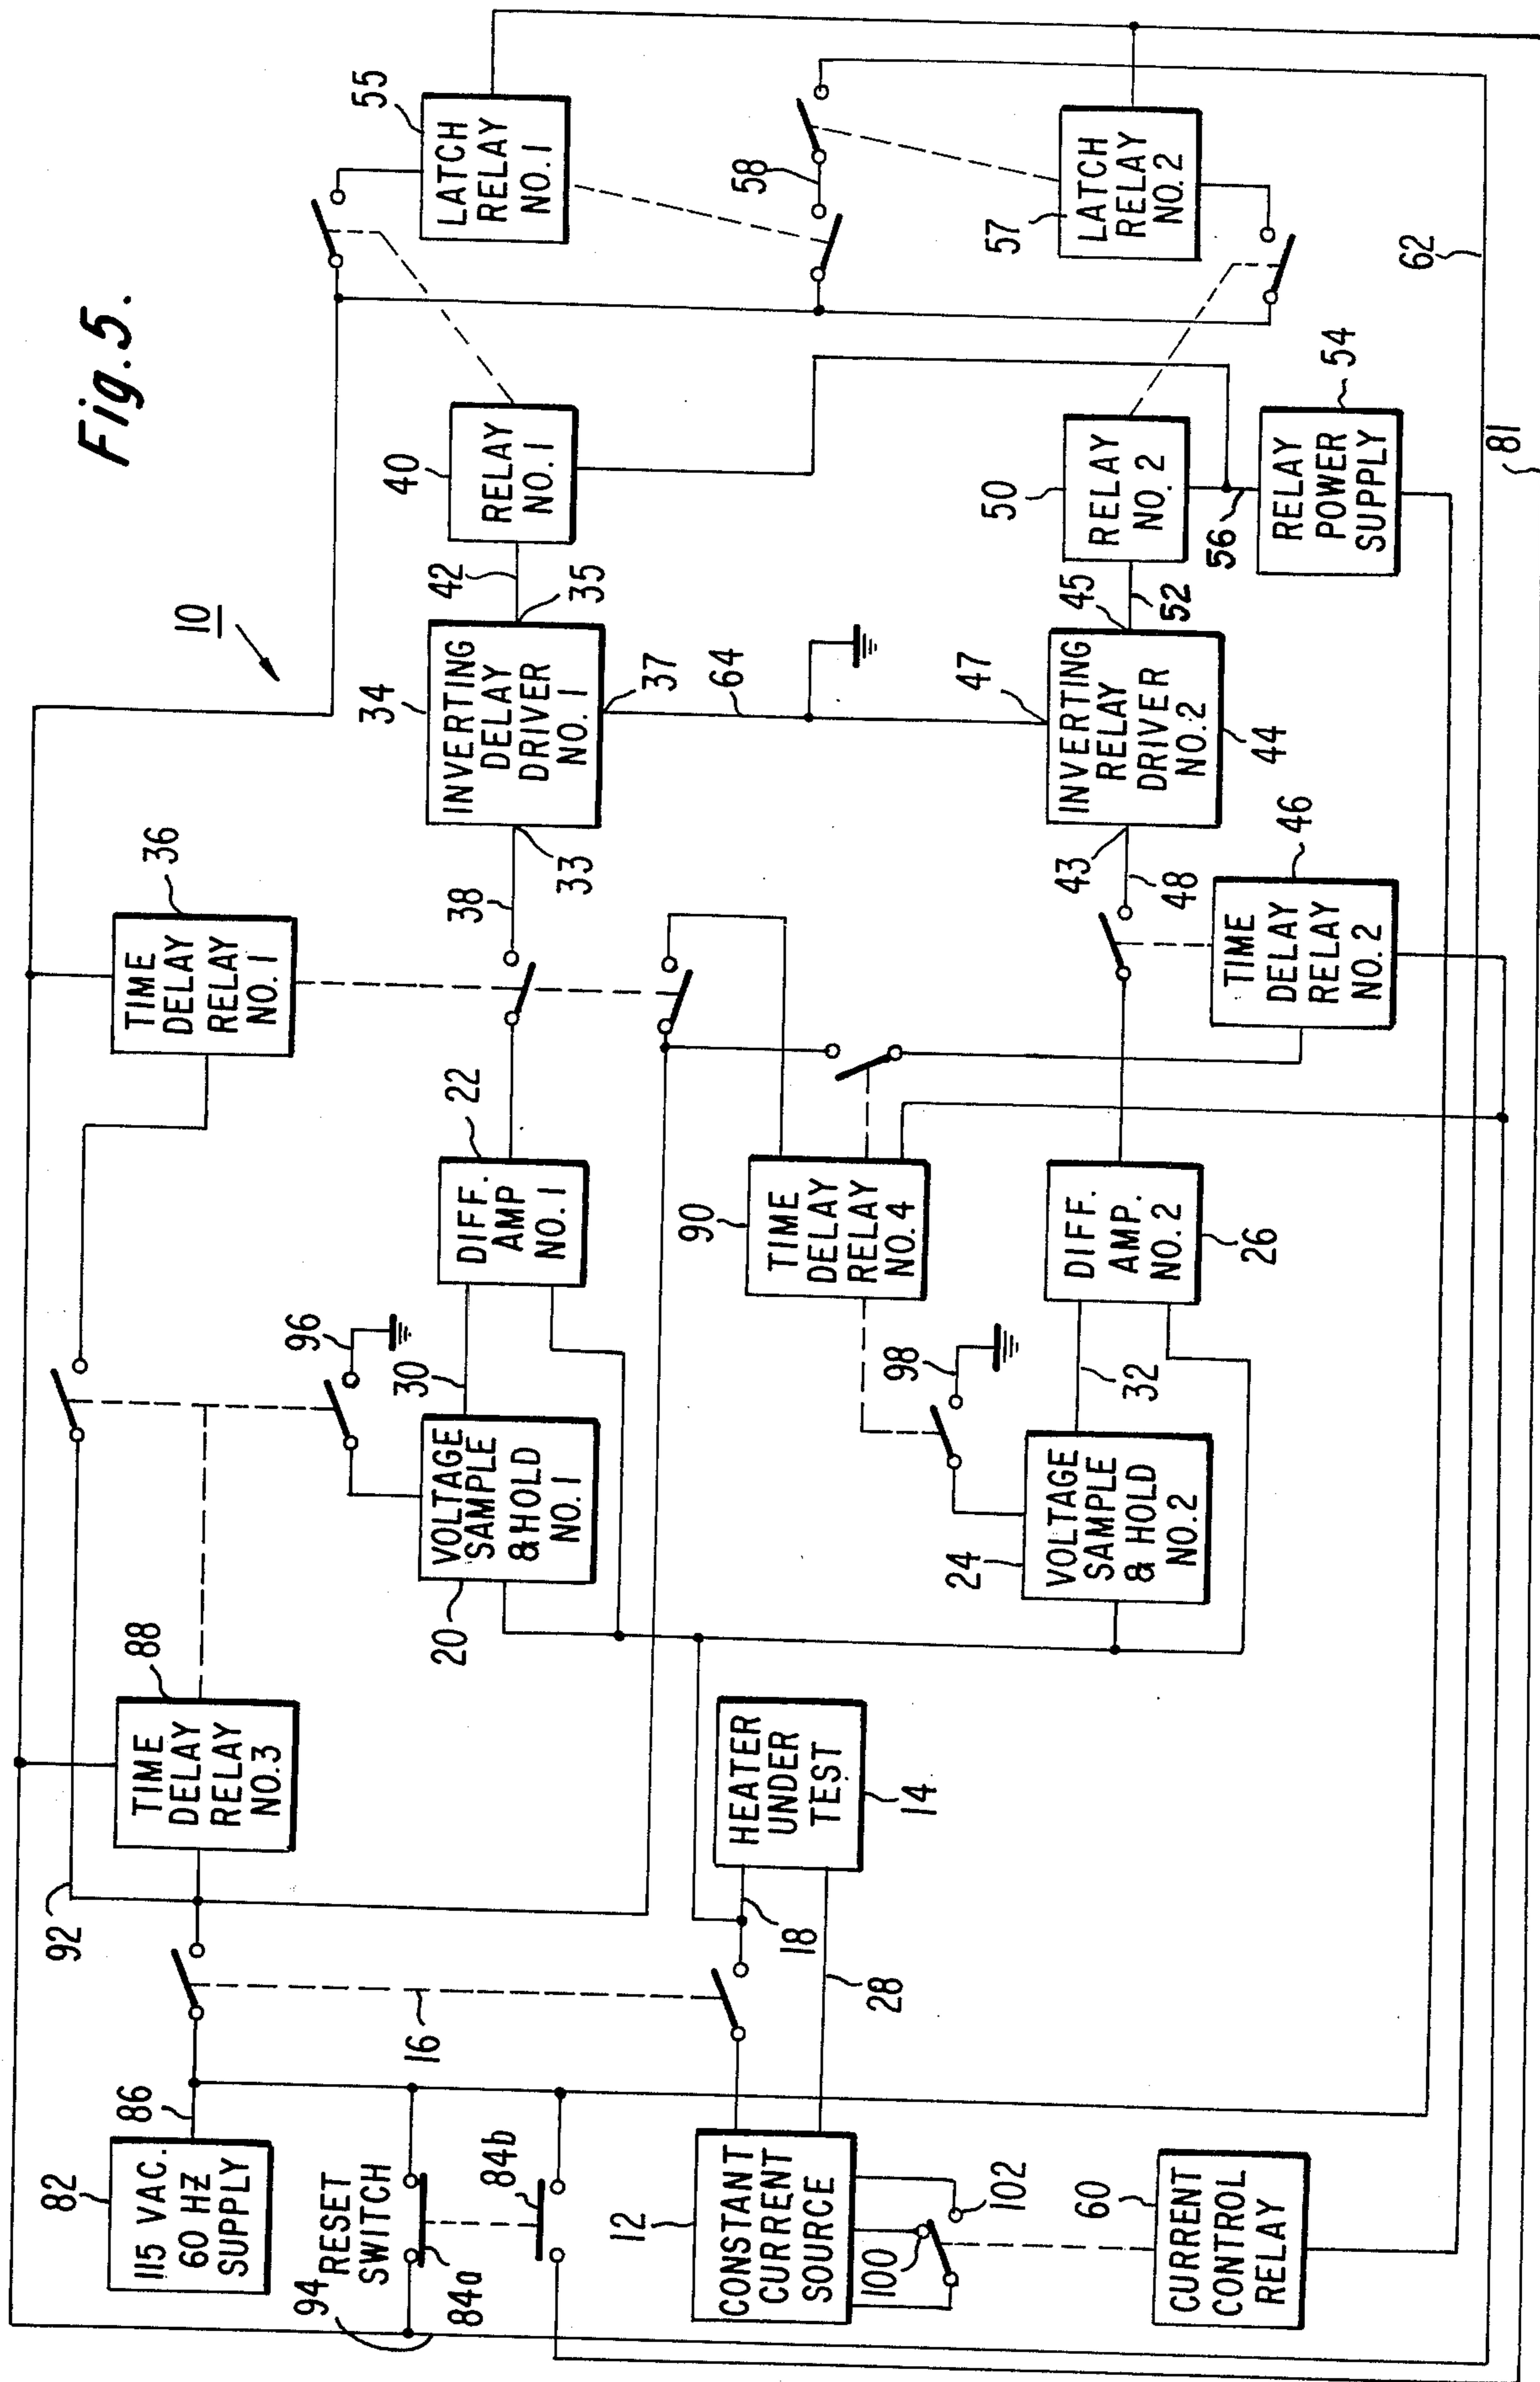 Fig. 5.
10
82
115 VAC.
60 HZ
SUPPLY
86
94
RESET
SWITCH
84a
84b
12
CONSTANT
CURRENT
SOURCE
100
102
60
CURRENT
CONTROL
RELAY
16
92
88
TIME
DELAY
RELAY
NO.3
18
28
HEATER
UNDER
TEST
14
20
VOLTAGE
SAMPLE
& HOLD
NO. 1
30
96
24
VOLTAGE
SAMPLE
& HOLD
NO. 2
32
98
22
DIFF.
AMP
NO. 1
90
TIME
DELAY
RELAY
NO. 4
DIFF.
AMP.
NO. 2
26
36
TIME
DELAY
RELAY
NO. 1
38
33
34
INVERTING
DELAY
DRIVER
NO. 1
35
37
64
42
40
RELAY
NO. 1
46
TIME
DELAY
RELAY
NO. 2
48
43
47
INVERTING
RELAY
DRIVER
NO. 2
44
45
52
50
RELAY
NO. 2
56
RELAY
POWER
SUPPLY
54
55
LATCH
RELAY
NO. 1
58
57
LATCH
RELAY
NO. 2
62
81